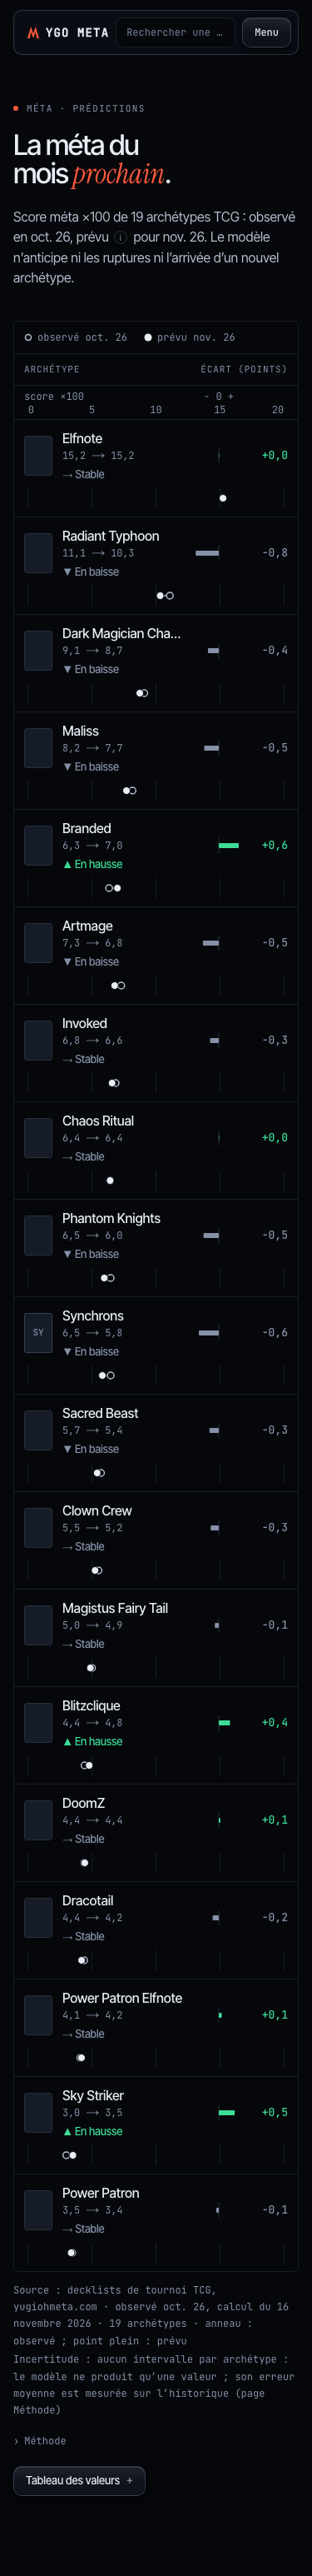 YGO META
Rechercher une …
Menu
MÉTA · PRÉDICTIONS
La méta du
mois prochain.
Score méta ×100 de 19 archétypes TCG : observé
en oct. 26, prévu ⓘ pour nov. 26. Le modèle
n’anticipe ni les ruptures ni l’arrivée d’un nouvel
archétype.
observé oct. 26 prévu nov. 26
ARCHÉTYPE ÉCART (POINTS)
score ×100 - 0 +
0 5 10 15 20
Elfnote
15,2 → 15,2 +0,0
→ Stable
Radiant Typhoon
11,1 → 10,3 -0,8
▼ En baisse
Dark Magician Cha…
9,1 → 8,7 -0,4
▼ En baisse
Maliss
8,2 → 7,7 -0,5
▼ En baisse
Branded
6,3 → 7,0 +0,6
▲ En hausse
Artmage
7,3 → 6,8 -0,5
▼ En baisse
Invoked
6,8 → 6,6 -0,3
→ Stable
Chaos Ritual
6,4 → 6,4 +0,0
→ Stable
Phantom Knights
6,5 → 6,0 -0,5
▼ En baisse
Synchrons
SY 6,5 → 5,8 -0,6
▼ En baisse
Sacred Beast
5,7 → 5,4 -0,3
▼ En baisse
Clown Crew
5,5 → 5,2 -0,3
→ Stable
Magistus Fairy Tail
5,0 → 4,9 -0,1
→ Stable
Blitzclique
4,4 → 4,8 +0,4
▲ En hausse
DoomZ
4,4 → 4,4 +0,1
→ Stable
Dracotail
4,4 → 4,2 -0,2
→ Stable
Power Patron Elfnote
4,1 → 4,2 +0,1
→ Stable
Sky Striker
3,0 → 3,5 +0,5
▲ En hausse
Power Patron
3,5 → 3,4 -0,1
→ Stable
Source : decklists de tournoi TCG,
yugiohmeta.com · observé oct. 26, calcul du 16
novembre 2026 · 19 archétypes · anneau :
observé ; point plein : prévu
Incertitude : aucun intervalle par archétype :
le modèle ne produit qu’une valeur ; son erreur
moyenne est mesurée sur l’historique (page
Méthode)
› Méthode
Tableau des valeurs +